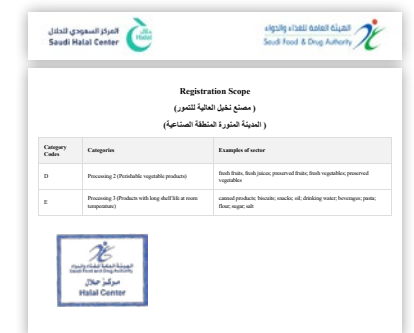 المركز السعودي للحلال
Saudi Halal Center
Halal
الهيئة العامة للغذاء والدواء
Saudi Food & Drug Authority
Registration Scope
( مصنع نخيل العالية للتمور)
( المدينة المنورة المنطقة الصناعية)
Category Codes
Categories
Examples of sector
D
Processing 2 (Perishable vegetable products)
fresh fruits, fresh juices; preserved fruits; fresh vegetables; preserved
vegetables
E
Processing 3 (Products with long shelf life at room
temperature)
canned products; biscuits; snacks; oil; drinking water; beverages; pasta;
flour; sugar; salt
الهيئة العامة للغذاء والدواء
Saudi Food and Drug Authority
مركز حلال
Halal Center